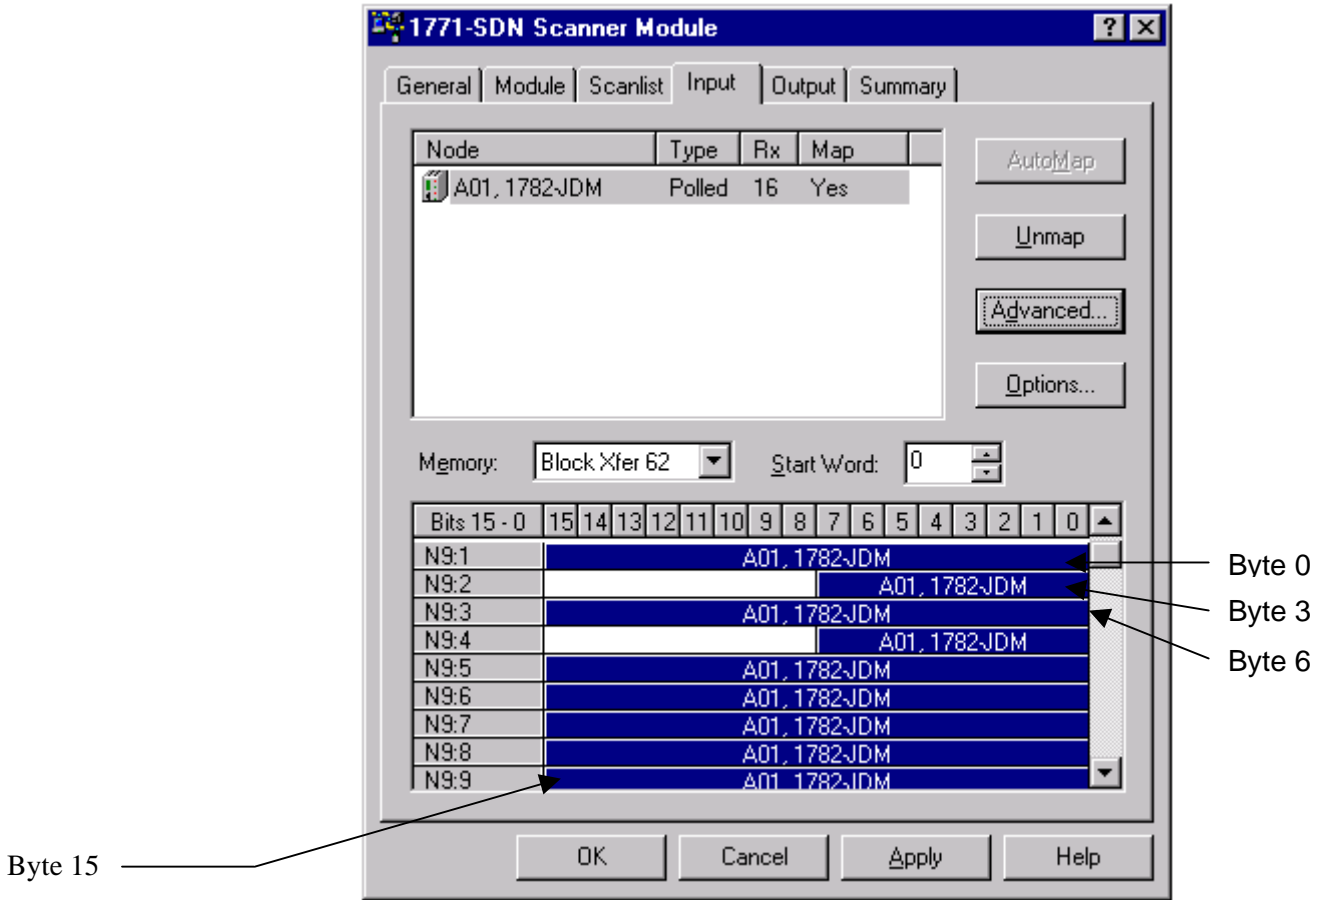 1771-SDN Scanner Module
General Module Scanlist Input Output Summary
Node Type Rx Map
A01, 1782-JDM Polled 16 Yes
AutoMap
Unmap
Advanced...
Options...
Memory: Block Xfer 62 Start Word: 0
Bits 15 - 0 15 14 13 12 11 10 9 8 7 6 5 4 3 2 1 0
N9:1 A01, 1782-JDM
Byte 0
N9:2 A01, 1782-JDM
N9:3 A01, 1782-JDM
Byte 3
N9:4 A01, 1782-JDM
Byte 6
N9:5 A01, 1782-JDM
N9:6 A01, 1782-JDM
N9:7 A01, 1782-JDM
N9:8 A01, 1782-JDM
N9:9 A01, 1782-JDM
Byte 15
OK Cancel Apply Help